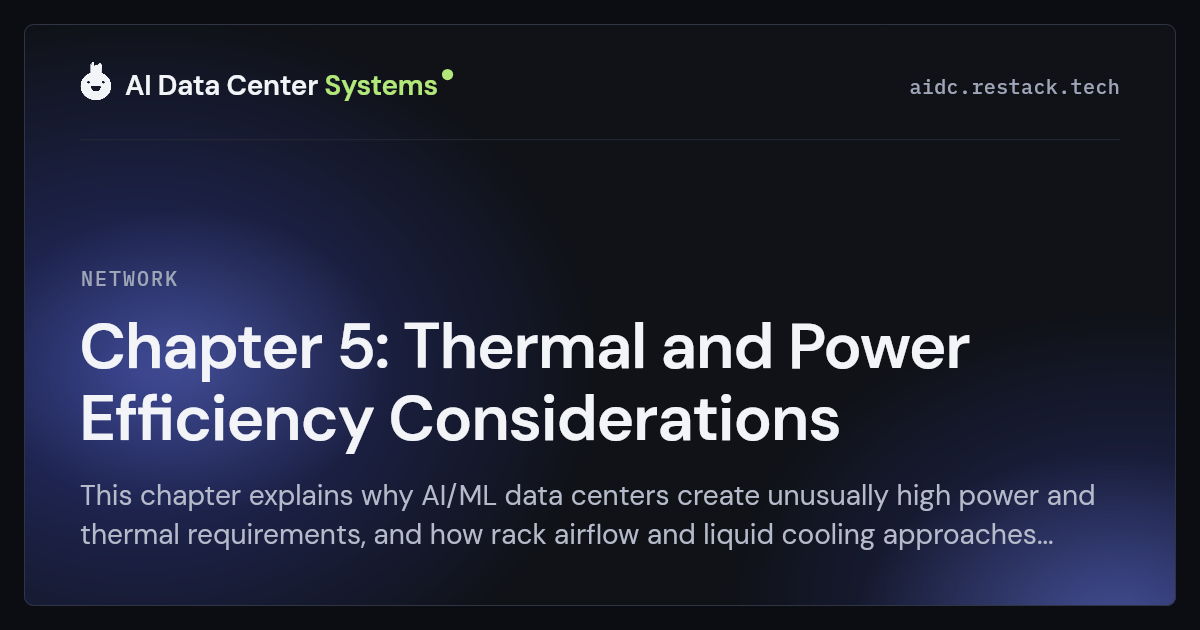 AI Data Center Systems
aidc.restack.tech
NETWORK
Chapter 5: Thermal and Power
Efficiency Considerations
This chapter explains why AI/ML data centers create unusually high power and
thermal requirements, and how rack airflow and liquid cooling approaches...